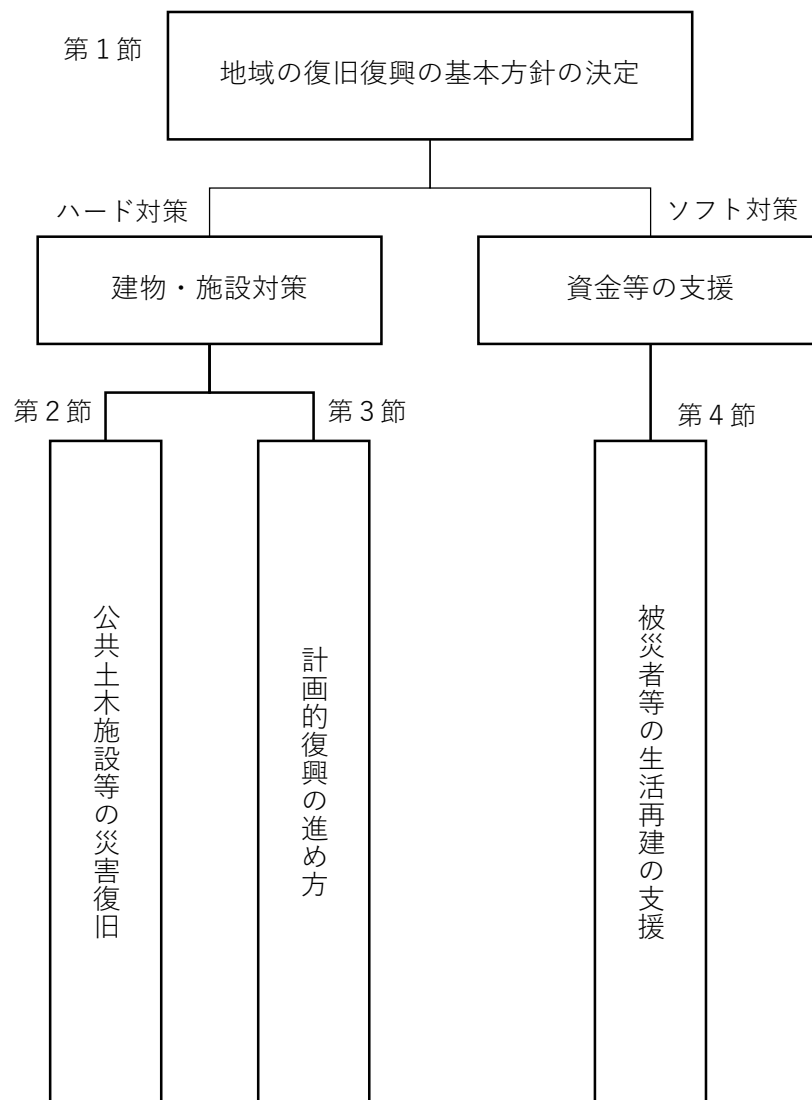 第1節
地域の復旧復興の基本方針の決定
ハード対策
ソフト対策
建物・施設対策
資金等の支援
第2節
第3節
第4節
公共土木施設等の災害復旧
計画的復興の進め方
被災者等の生活再建の支援